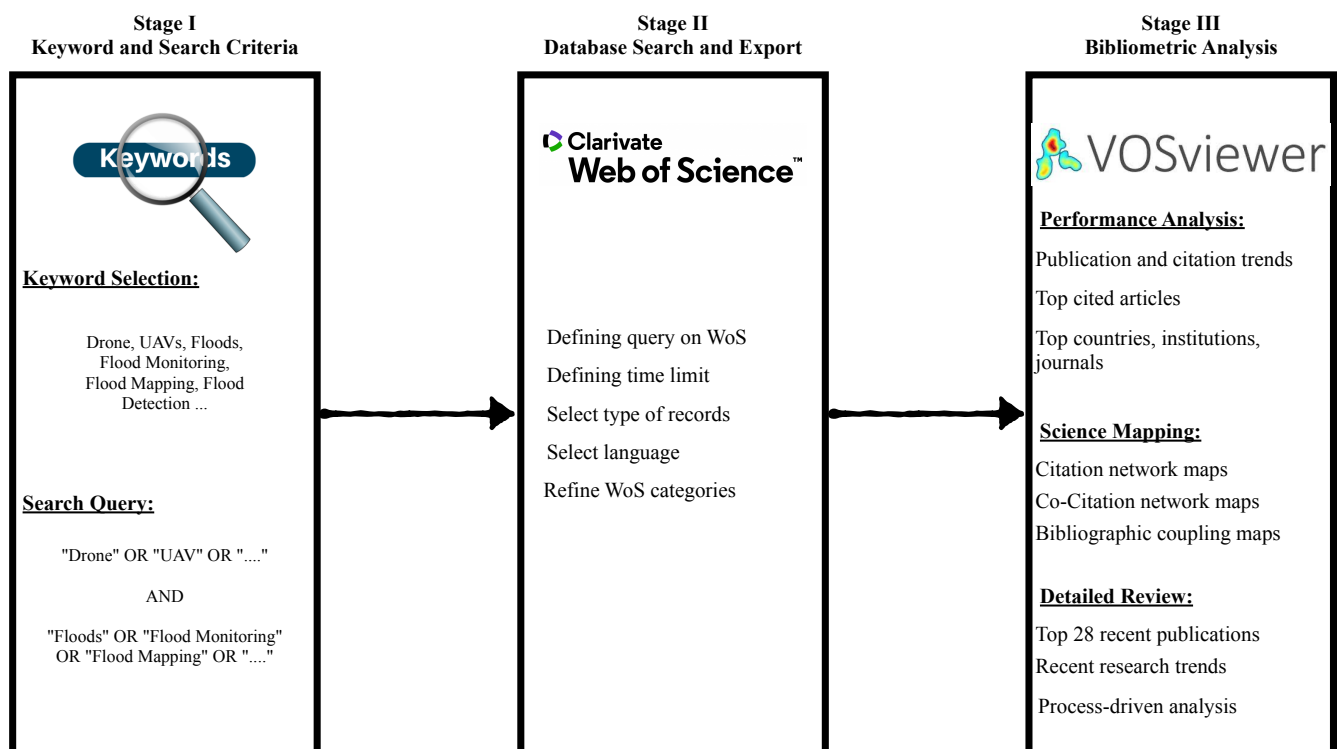 Stage I
Keyword and Search Criteria
Keywords
Keyword Selection:
Drone, UAVs, Floods,
Flood Monitoring,
Flood Mapping, Flood
Detection ...
Search Query:
"Drone" OR "UAV" OR "...."
AND
"Floods" OR "Flood Monitoring"
OR "Flood Mapping" OR "...."
Stage II
Database Search and Export
Clarivate
Web of Science™
Defining query on WoS
Defining time limit
Select type of records
Select language
Refine WoS categories
Stage III
Bibliometric Analysis
VOSviewer
Performance Analysis:
Publication and citation trends
Top cited articles
Top countries, institutions,
journals
Science Mapping:
Citation network maps
Co-Citation network maps
Bibliographic coupling maps
Detailed Review:
Top 28 recent publications
Recent research trends
Process-driven analysis